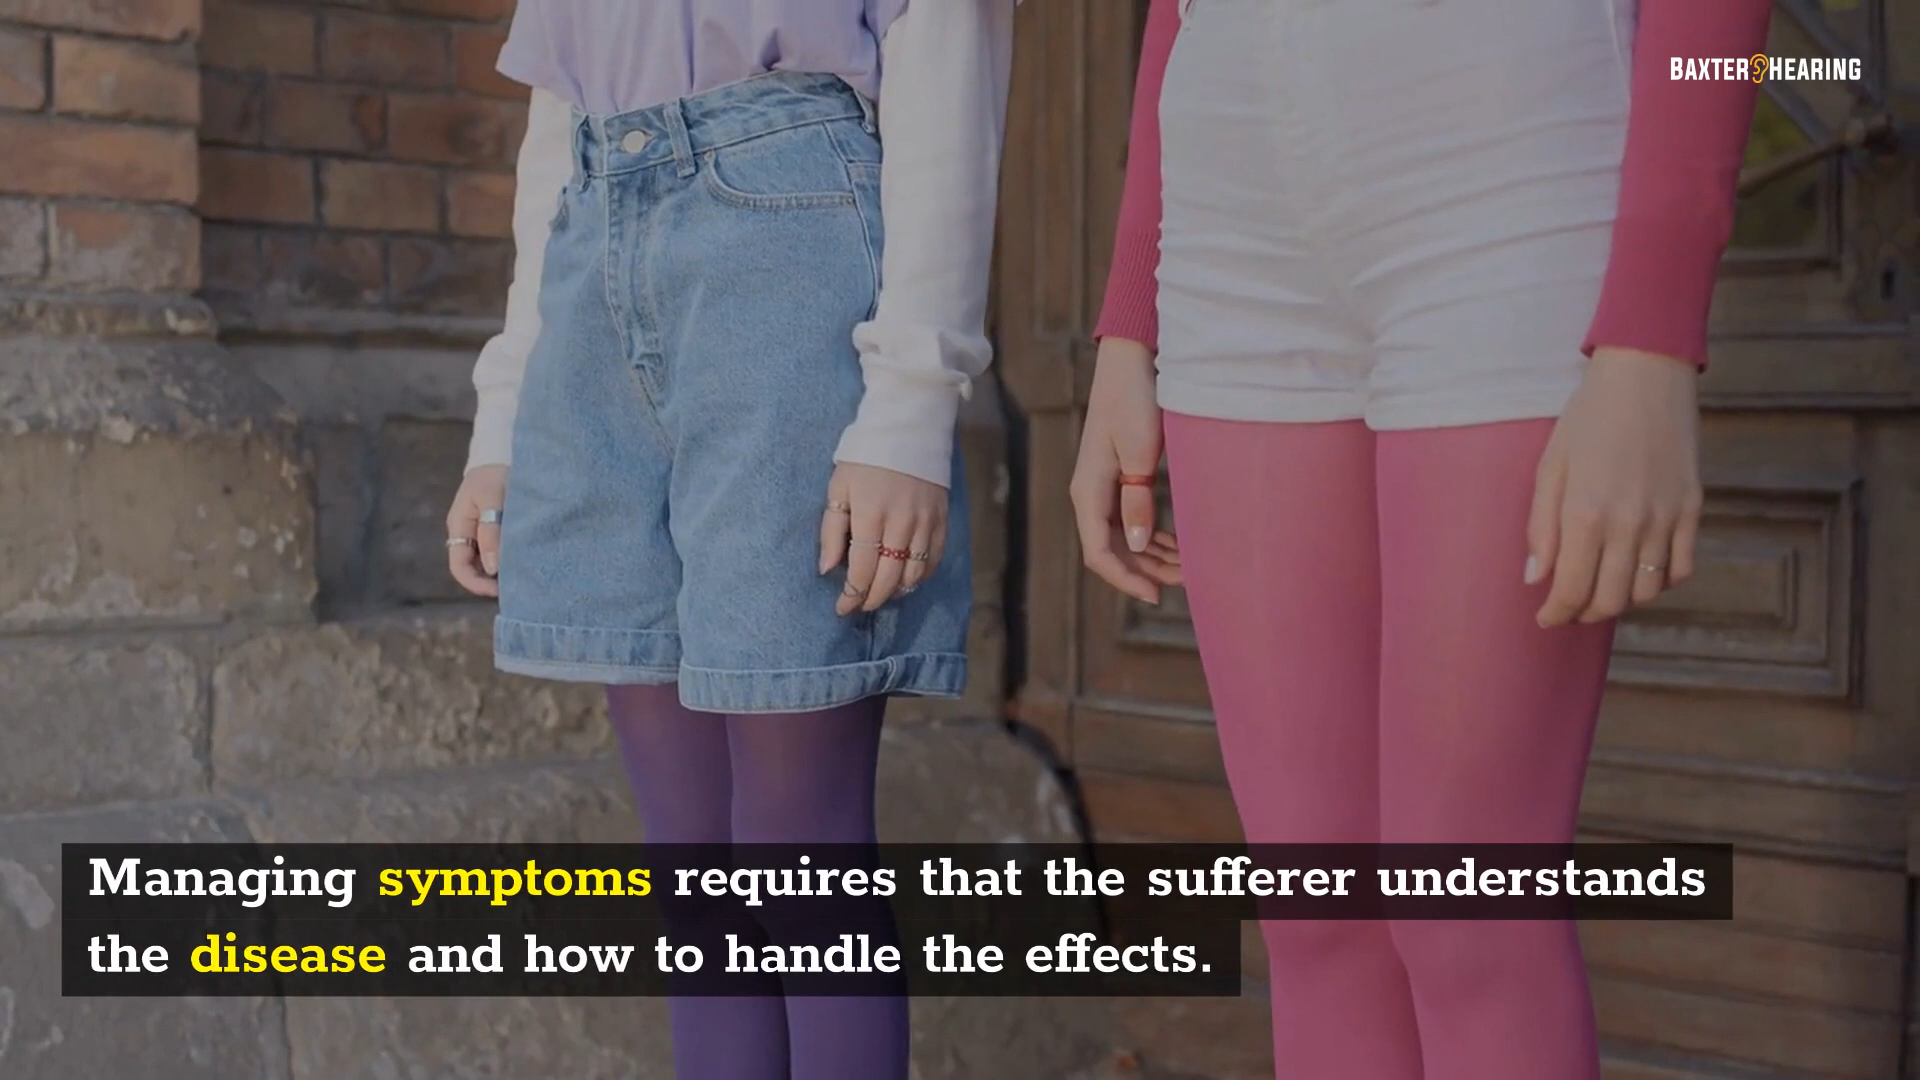 BAXTER HEARING
Managing symptoms requires that the sufferer understands
the disease and how to handle the effects.